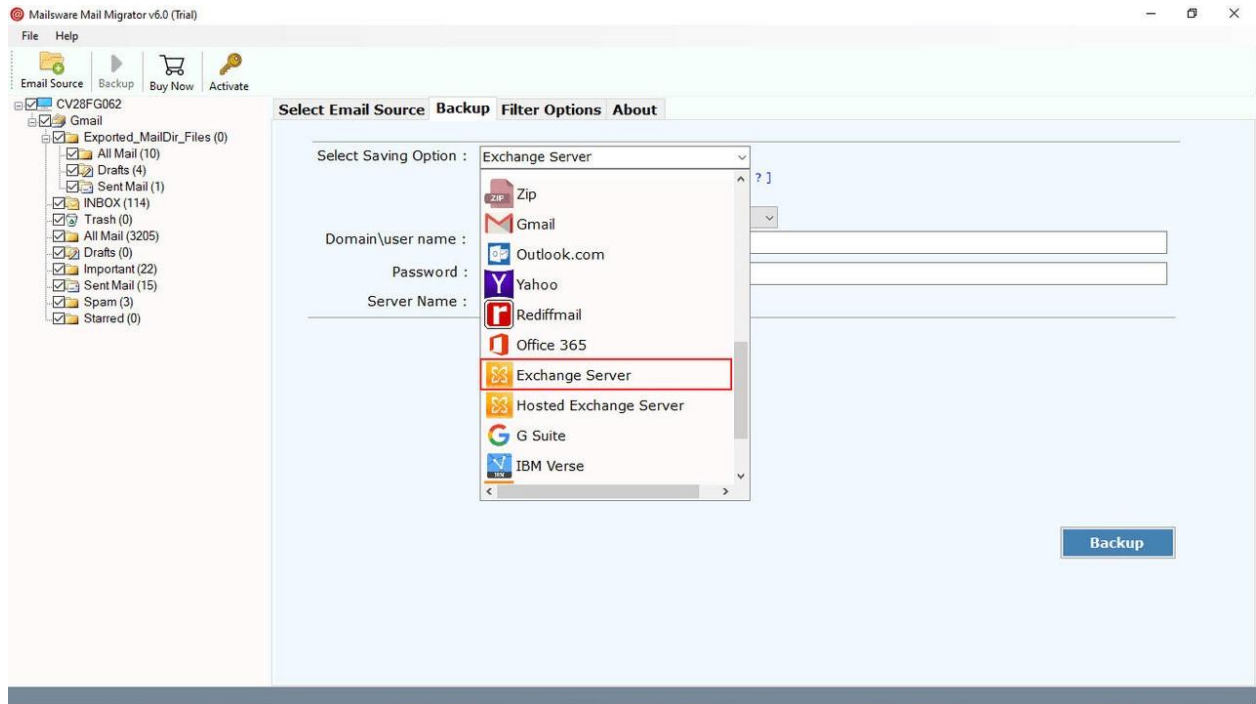 Mailsware Mail Migrator v6.0 (Trial)
File Help
Email Source Backup Buy Now Activate
CV28FG062
Gmail
Exported_MailDir_Files (0)
All Mail (10)
Drafts (4)
Sent Mail (1)
INBOX (114)
Trash (0)
All Mail (3205)
Drafts (0)
Important (22)
Sent Mail (15)
Spam (3)
Starred (0)
Select Email Source Backup Filter Options About
Select Saving Option : Exchange Server
? ]
Domain\user name :
Password :
Server Name :
ZIP Zip
Gmail
Outlook.com
Y Yahoo
r Rediffmail
Office 365
Exchange Server
Hosted Exchange Server
G G Suite
IBM Verse
Backup